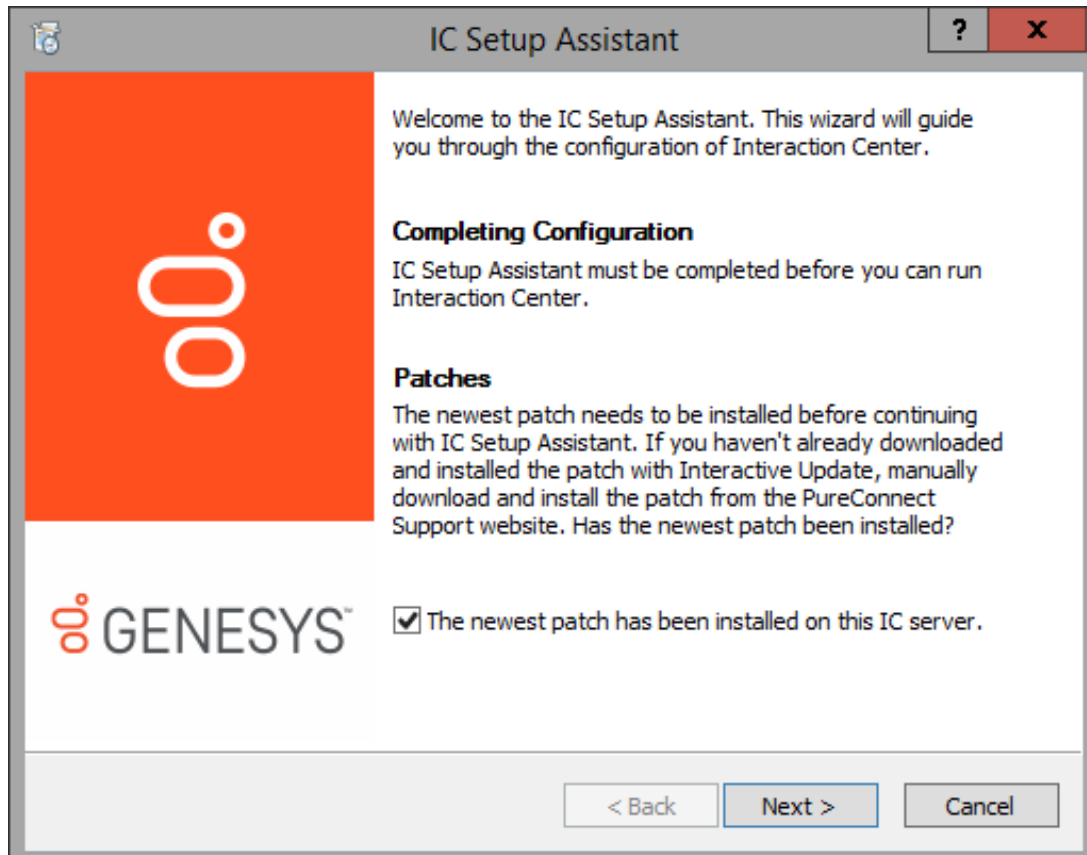 IC Setup Assistant
?
x
Welcome to the IC Setup Assistant. This wizard will guide
you through the configuration of Interaction Center.
Completing Configuration
IC Setup Assistant must be completed before you can run
Interaction Center.
Patches
The newest patch needs to be installed before continuing
with IC Setup Assistant. If you haven't already downloaded
and installed the patch with Interactive Update, manually
download and install the patch from the PureConnect
Support website. Has the newest patch been installed?
GENESYS™
The newest patch has been installed on this IC server.
< Back
Next >
Cancel